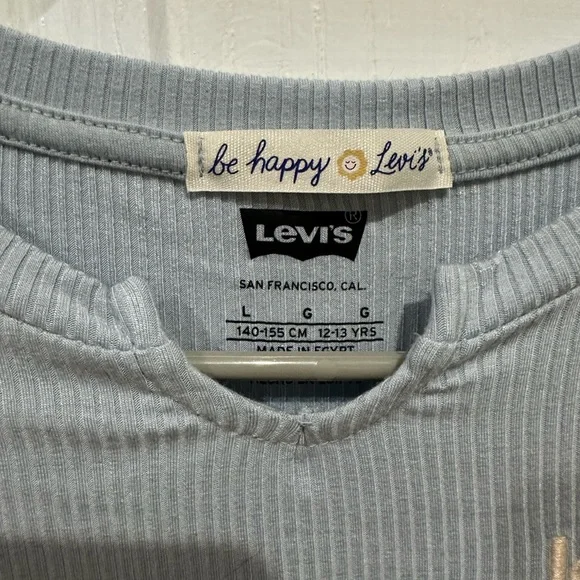 be happy Levi's
LEVI'S ®
SAN FRANCISCO, CAL.
L G G
140-155 CM 12-13 YRS
MADE IN EGYPT